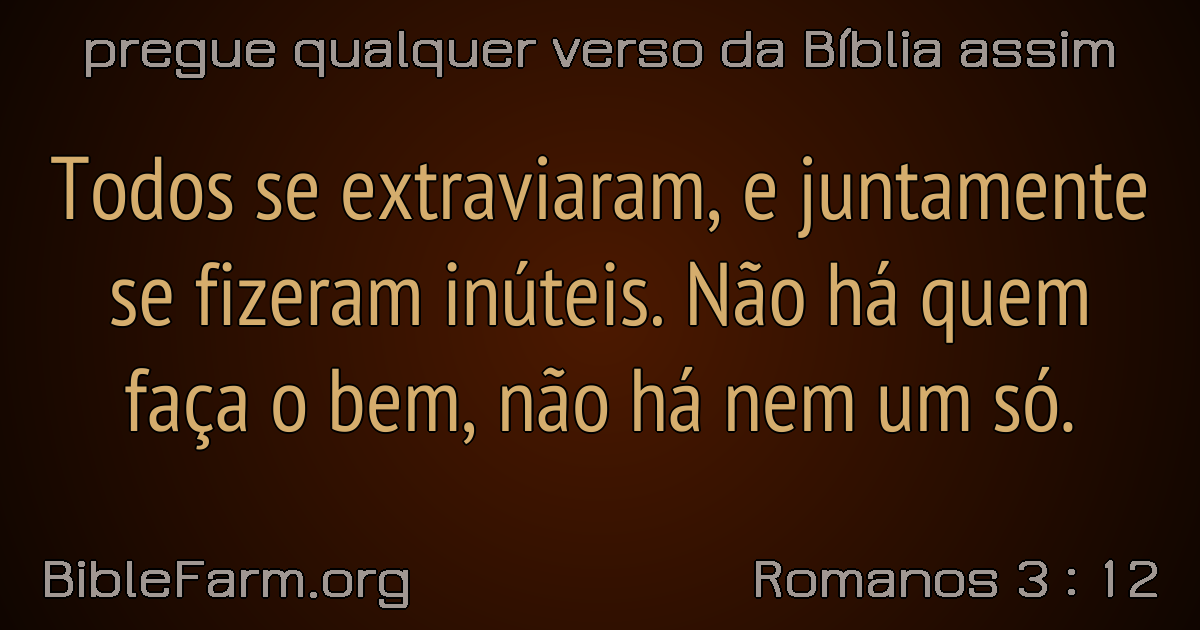 pregue qualquer verso da Bíblia assim
Todos se extraviaram, e juntamente
se fizeram inúteis. Não há quem
faça o bem, não há nem um só.
BibleFarm.org
Romanos 3 : 12